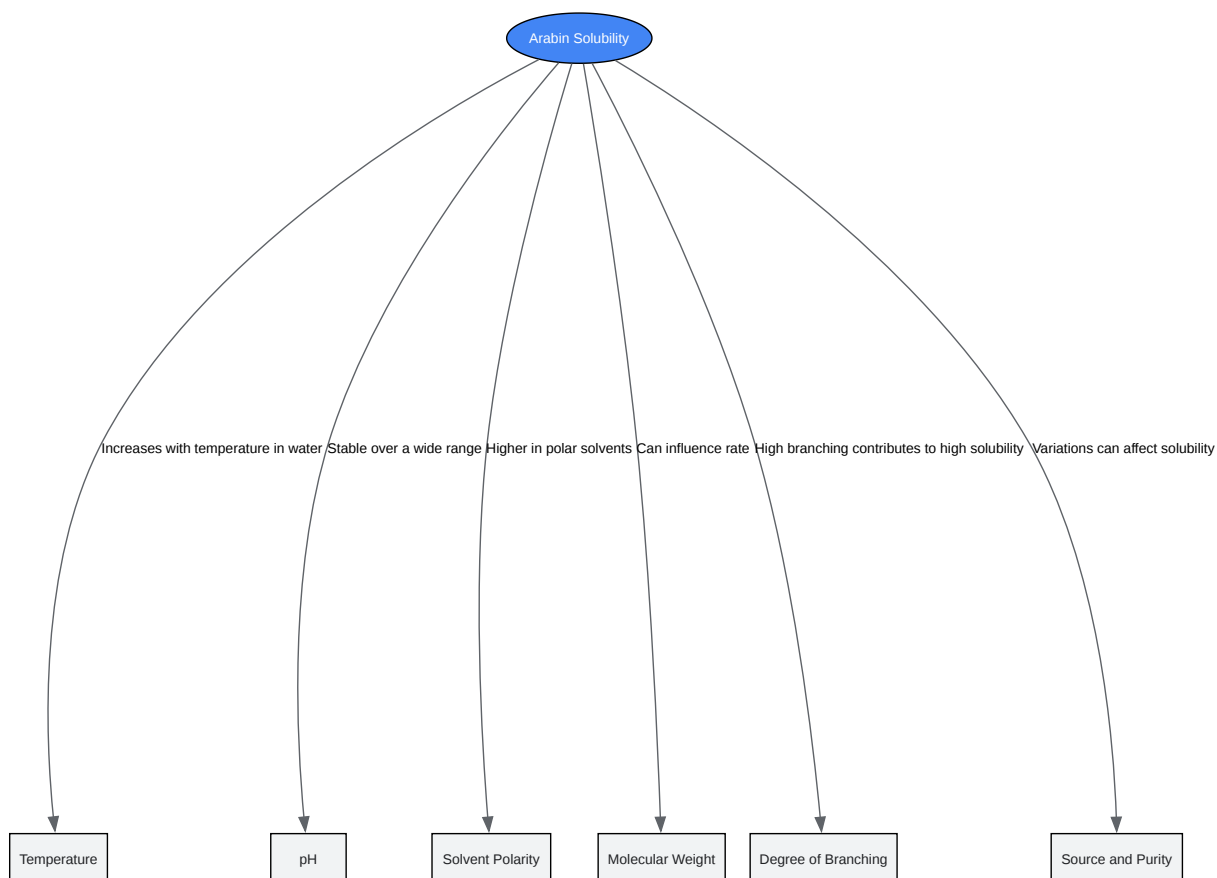 Arabin Solubility
Increases with temperature in water
Stable over a wide range
Higher in polar solvents
Can influence rate
High branching contributes to high solubility
Variations can affect solubility
Temperature
pH
Solvent Polarity
Molecular Weight
Degree of Branching
Source and Purity